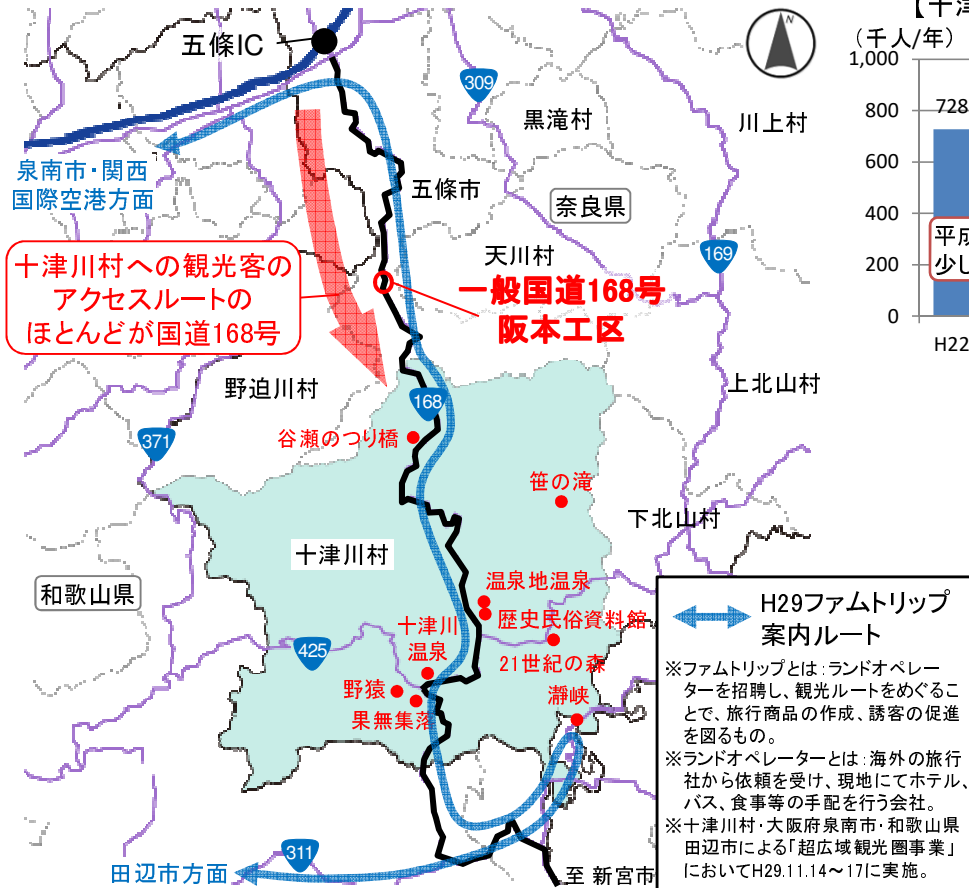 【十津
(千人/年)
1,000
800
600
400
200
0
728
平成
少し
H22
五條IC
N
309
黒滝村
川上村
泉南市・関西
国際空港方面
五條市
奈良県
天川村
169
十津川村への観光客の
アクセスルートの
ほとんどが国道168号
一般国道168号
阪本工区
野迫川村
上北山村
168
371
谷瀬のつり橋
笹の滝
下北山村
十津川村
和歌山県
温泉地温泉
歴史民俗資料館
十津川
温泉
21世紀の森
425
野猿
果無集落
瀞峡
H29ファムトリップ
案内ルート
※ファムトリップとは:ランドオペレー
ターを招聘し、観光ルートをめぐるこ
とで、旅行商品の作成、誘客の促進
を図るもの。
※ランドオペレーターとは:海外の旅行
社から依頼を受け、現地にてホテル、
バス、食事等の手配を行う会社。
※十津川村・大阪府泉南市・和歌山県
田辺市による「超広域観光圏事業」
においてH29.11.14～17に実施。
311
田辺市方面
至 新宮市